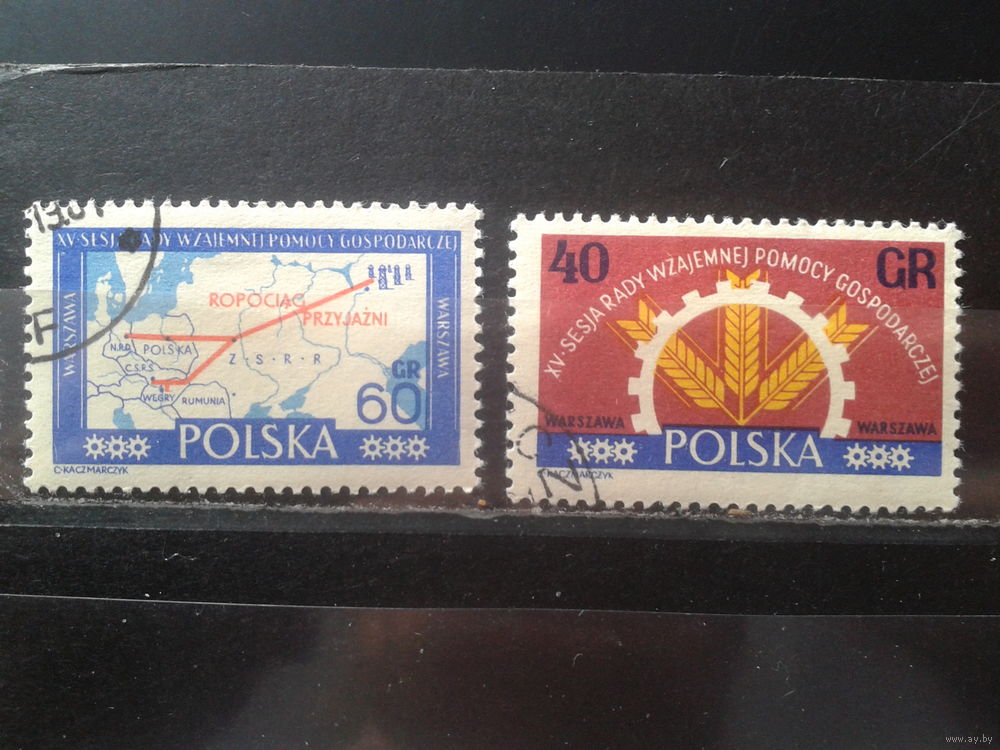 XV·SESJA RADY WZAJEMNEJ POMOCY GOSPODARCZEJ
WARSZAWA
WARSZAWA
ROPOCIĄG
PRZYJAŹNI
N.R.D.
POLSKA
Z·S·R·R
C.S.R.S.
WĘGRY
RUMUNIA
GR
60
POLSKA
C·KACZMARCZYK
40 GR
XV·SESJA RADY WZAJEMNEJ POMOCY GOSPODARCZEJ
WARSZAWA
WARSZAWA
POLSKA
KACZMARCZYK
www.ay.by